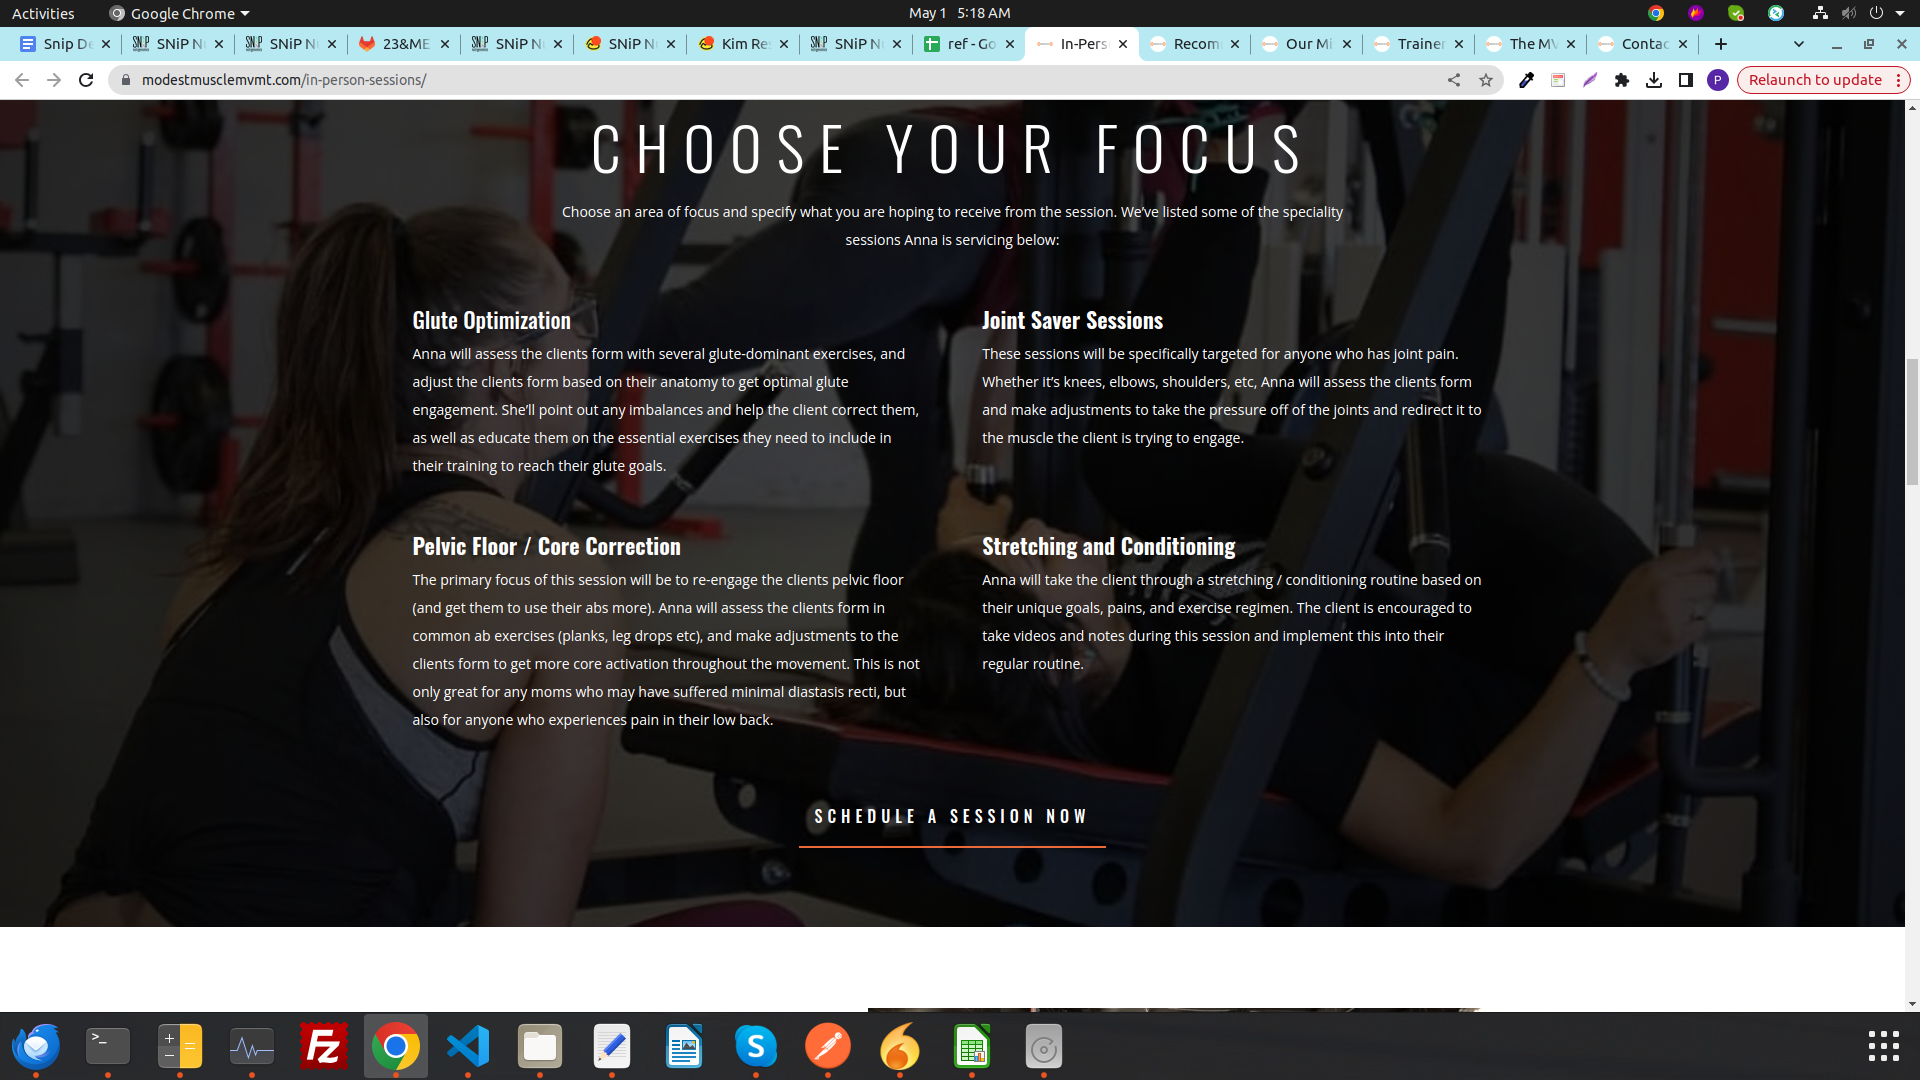 Activities
Google Chrome
May 1 5:18 AM
Snip De
SNiP N
SNiP N
23&ME
SNiP N
SNiP N
Kim Re
SNiP N
ref - Go
In-Pers
Recom
Our Mi
Trainer
The M
Contac
modestmusclemvmt.com/in-person-sessions/
P
Relaunch to update
CHOOSE YOUR FOCUS
Choose an area of focus and specify what you are hoping to receive from the session. We’ve listed some of the speciality
sessions Anna is servicing below:
Glute Optimization
Anna will assess the clients form with several glute-dominant exercises, and
adjust the clients form based on their anatomy to get optimal glute
engagement. She’ll point out any imbalances and help the client correct them,
as well as educate them on the essential exercises they need to include in
their training to reach their glute goals.
Joint Saver Sessions
These sessions will be specifically targeted for anyone who has joint pain.
Whether it’s knees, elbows, shoulders, etc, Anna will assess the clients form
and make adjustments to take the pressure off of the joints and redirect it to
the muscle the client is trying to engage.
Pelvic Floor / Core Correction
The primary focus of this session will be to re-engage the clients pelvic floor
(and get them to use their abs more). Anna will assess the clients form in
common ab exercises (planks, leg drops etc), and make adjustments to the
clients form to get more core activation throughout the movement. This is not
only great for any moms who may have suffered minimal diastasis recti, but
also for anyone who experiences pain in their low back.
Stretching and Conditioning
Anna will take the client through a stretching / conditioning routine based on
their unique goals, pains, and exercise regimen. The client is encouraged to
take videos and notes during this session and implement this into their
regular routine.
SCHEDULE A SESSION NOW